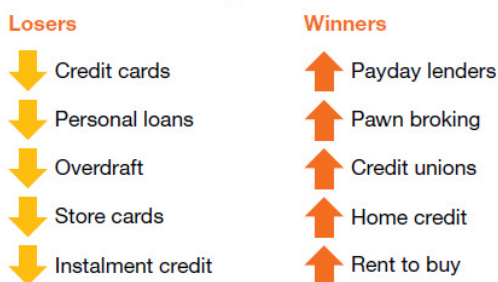 Losers
Credit cards
Personal loans
Overdraft
Store cards
Instalment credit
Winners
Payday lenders
Pawn broking
Credit unions
Home credit
Rent to buy